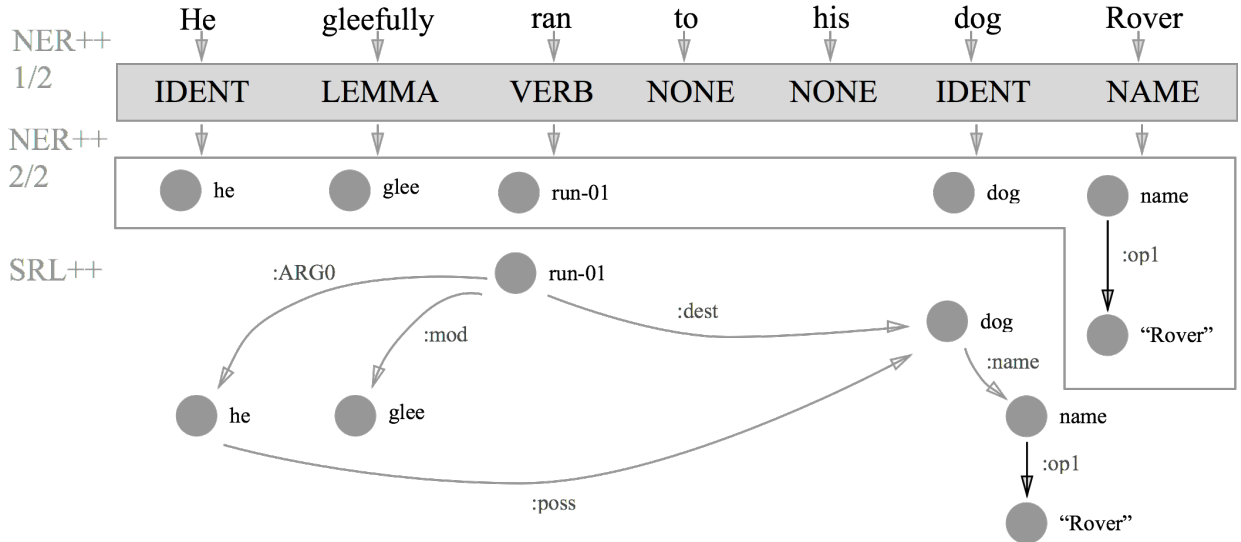 He gleefully ran to his dog Rover
NER++
1/2
IDENT LEMMA VERB NONE NONE IDENT NAME
NER++
2/2
he glee run-01 dog name
:op1
"Rover"
SRL++
:ARG0 run-01
:mod :dest dog
:name
he glee name
:op1
:poss
"Rover"